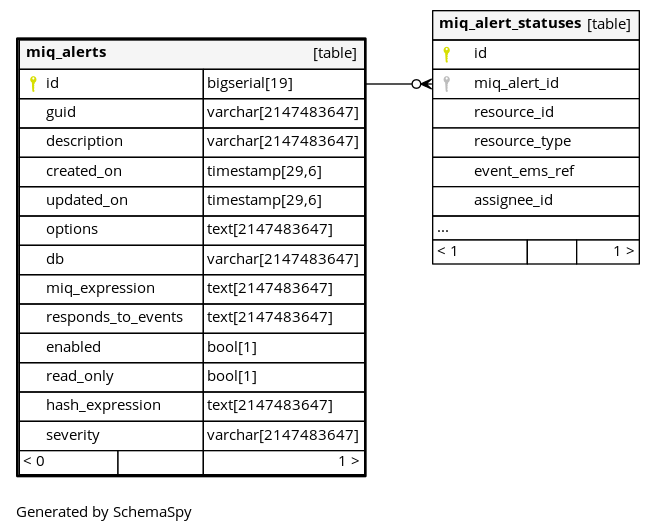 miq_alerts [table]
id bigserial[19]
guid varchar[2147483647]
description varchar[2147483647]
created_on timestamp[29,6]
updated_on timestamp[29,6]
options text[2147483647]
db varchar[2147483647]
miq_expression text[2147483647]
responds_to_events text[2147483647]
enabled bool[1]
read_only bool[1]
hash_expression text[2147483647]
severity varchar[2147483647]
< 0 1 >
miq_alert_statuses [table]
id
miq_alert_id
resource_id
resource_type
event_ems_ref
assignee_id
...
< 1 1 >
Generated by SchemaSpy